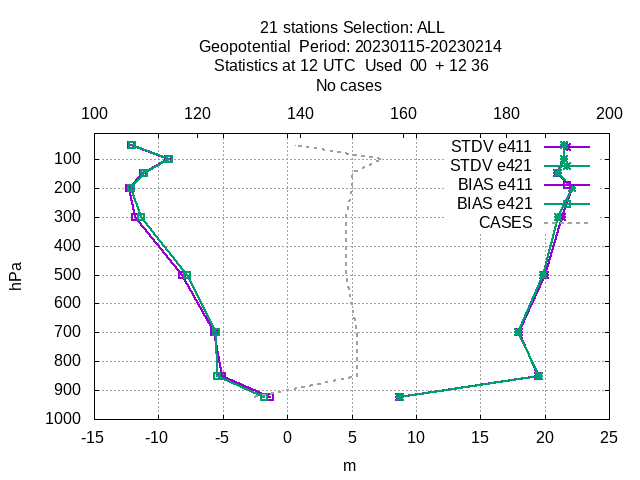 21 stations Selection: ALL
Geopotential  Period: 20230115-20230214
Statistics at 12 UTC  Used  00  + 12 36
No cases
100 120 140 160 180 200
STDV e411
STDV e421
BIAS e411
BIAS e421
CASES
100
200
300
400
500
600
700
800
900
1000
hPa
-15 -10 -5 0 5 10 15 20 25
m